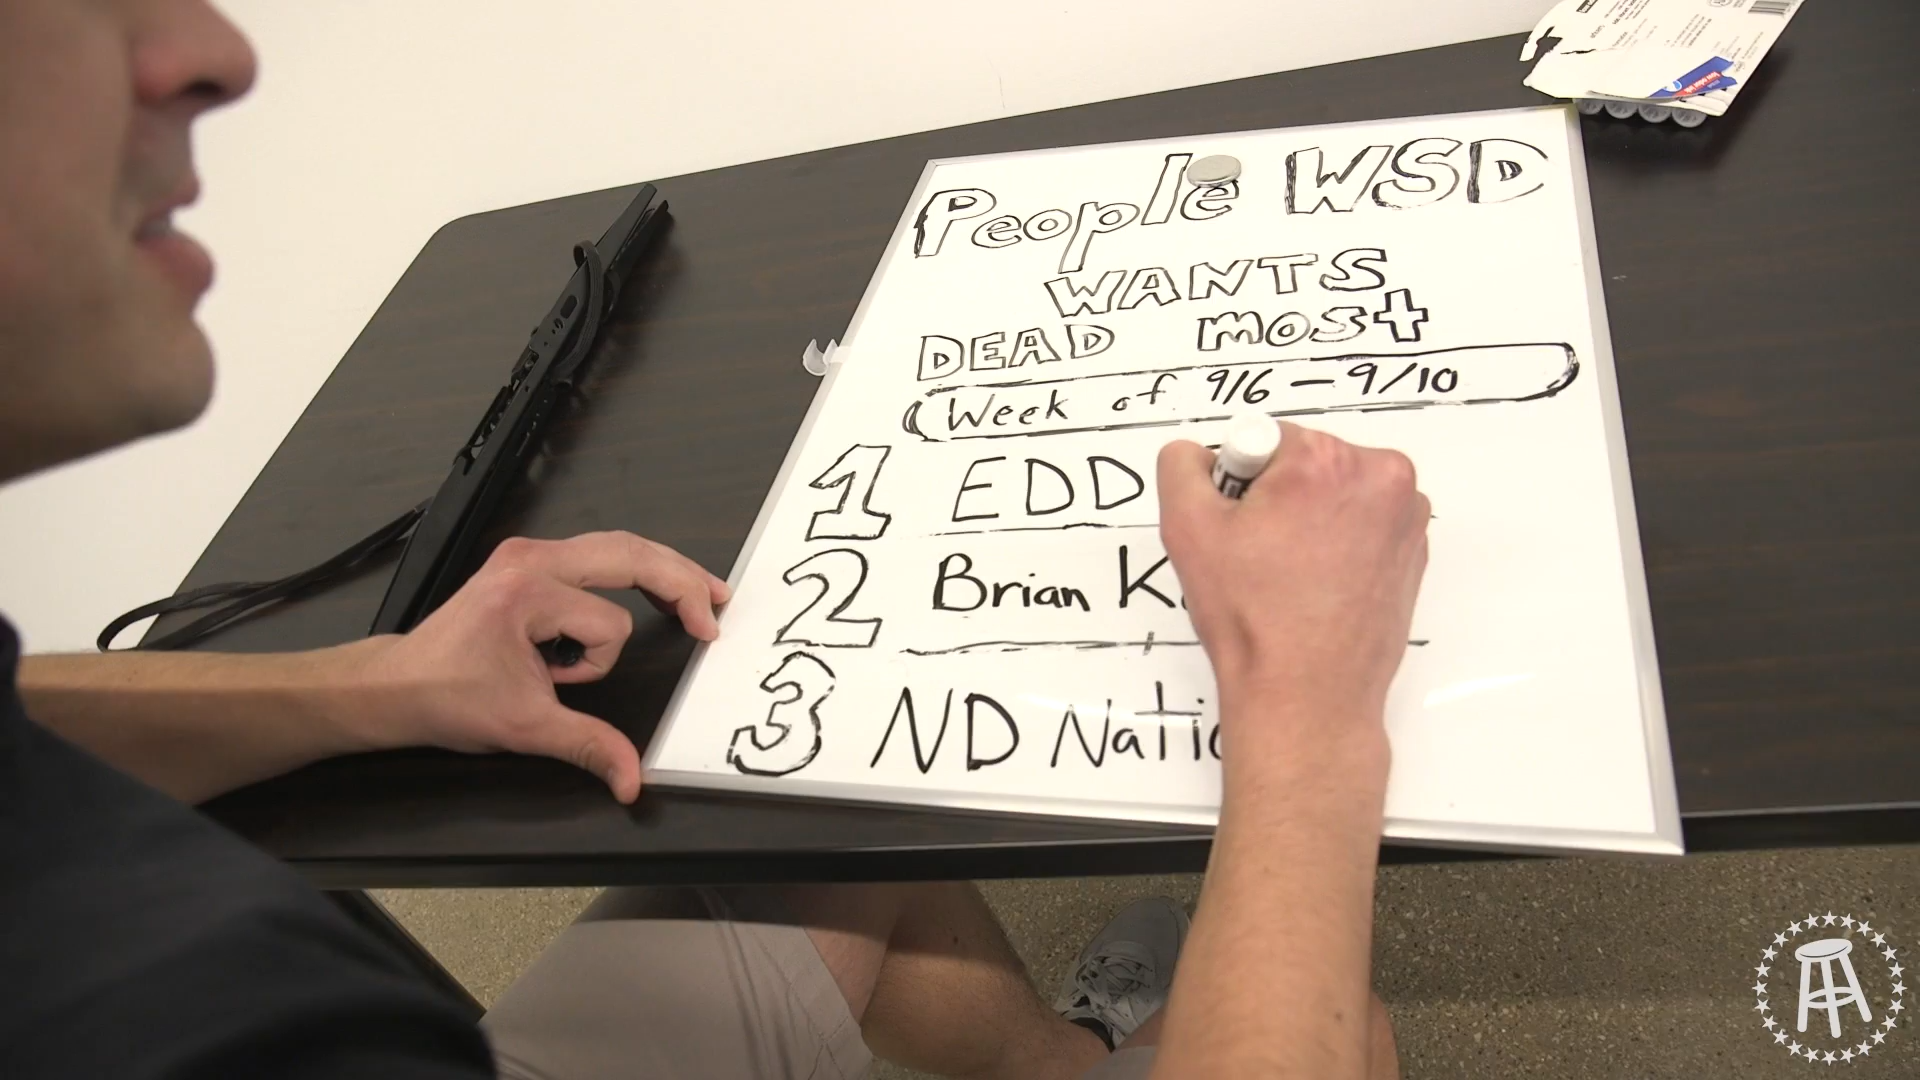 People WSD
WANTS
DEAD most
Week of 9/6 – 9/10
1 EDD
2 Brian K
3 ND Natio